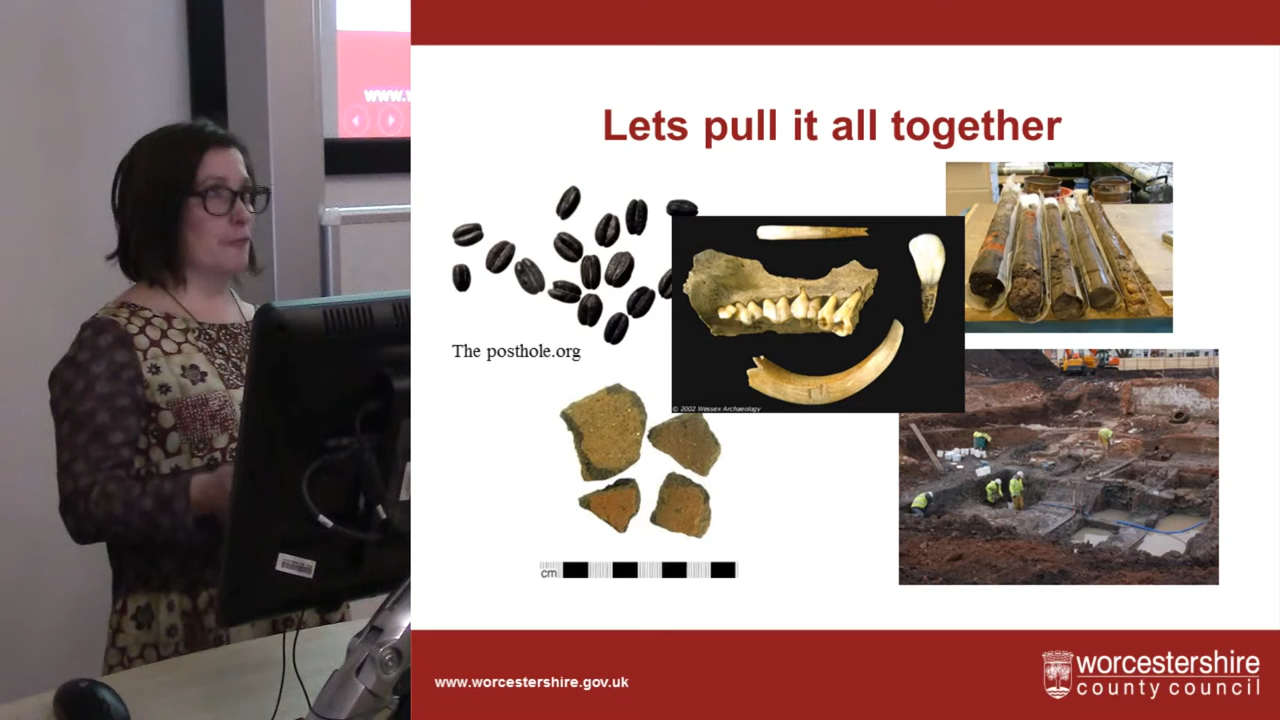 www.
Lets pull it all together
The posthole.org
© 2002 Wessex Archaeology
cm
www.worcestershire.gov.uk
worcestershire
county council